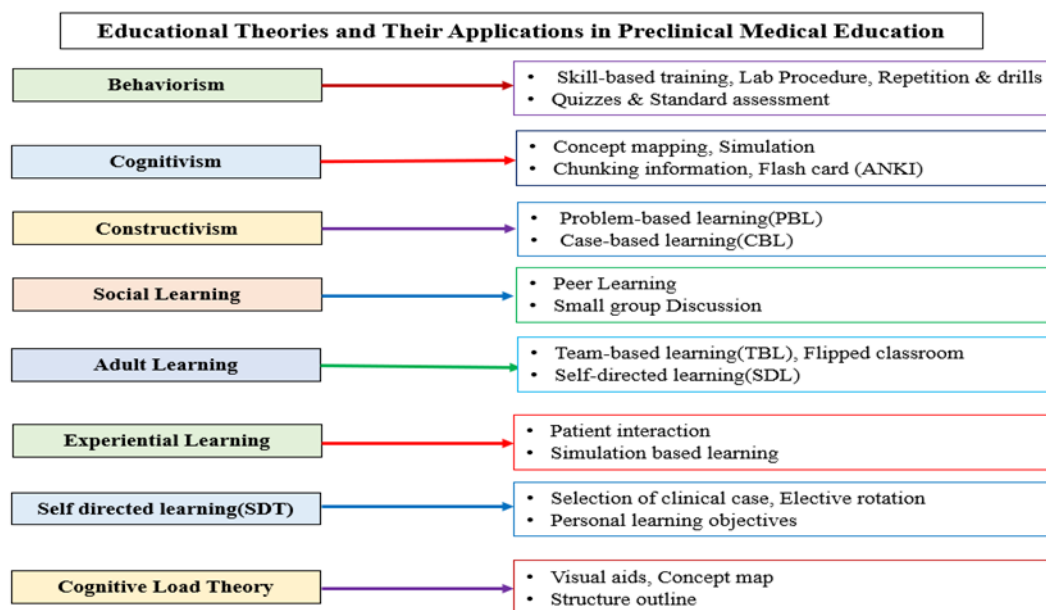 Educational Theories and Their Applications in Preclinical Medical Education
Behaviorism
• Skill-based training, Lab Procedure, Repetition & drills
• Quizzes & Standard assessment
Cognitivism
• Concept mapping, Simulation
• Chunking information, Flash card (ANKI)
Constructivism
• Problem-based learning(PBL)
• Case-based learning(CBL)
Social Learning
• Peer Learning
• Small group Discussion
Adult Learning
• Team-based learning(TBL), Flipped classroom
• Self-directed learning(SDL)
Experiential Learning
• Patient interaction
• Simulation based learning
Self directed learning(SDT)
• Selection of clinical case, Elective rotation
• Personal learning objectives
Cognitive Load Theory
• Visual aids, Concept map
• Structure outline